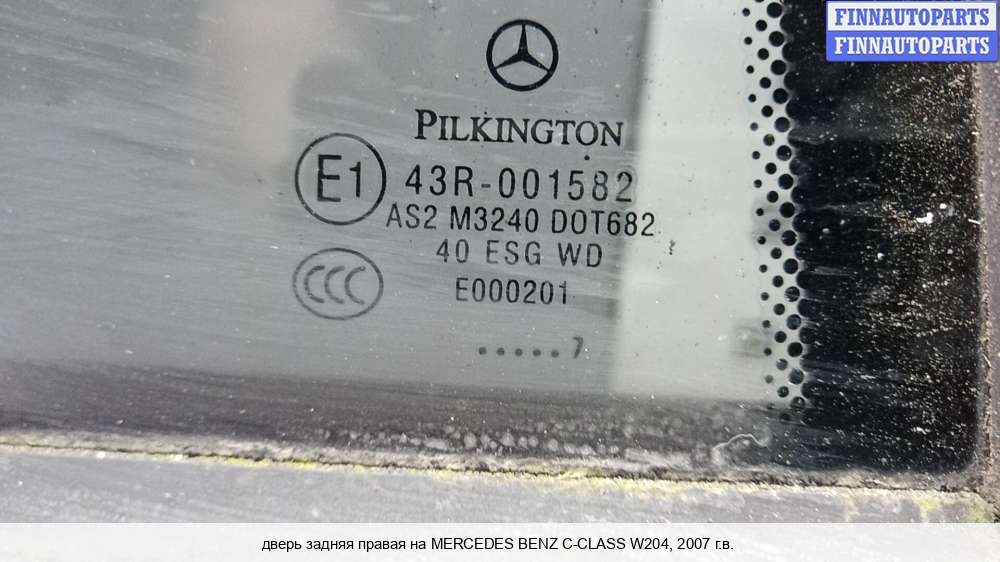 FINNAUTOPARTS
FINNAUTOPARTS
PILKINGTON
E1 43R-001582
AS2 M3240 DOT682
40 ESG WD
CCC
E000201
.....7
дверь задняя правая на MERCEDES BENZ C-CLASS W204, 2007 г.в.